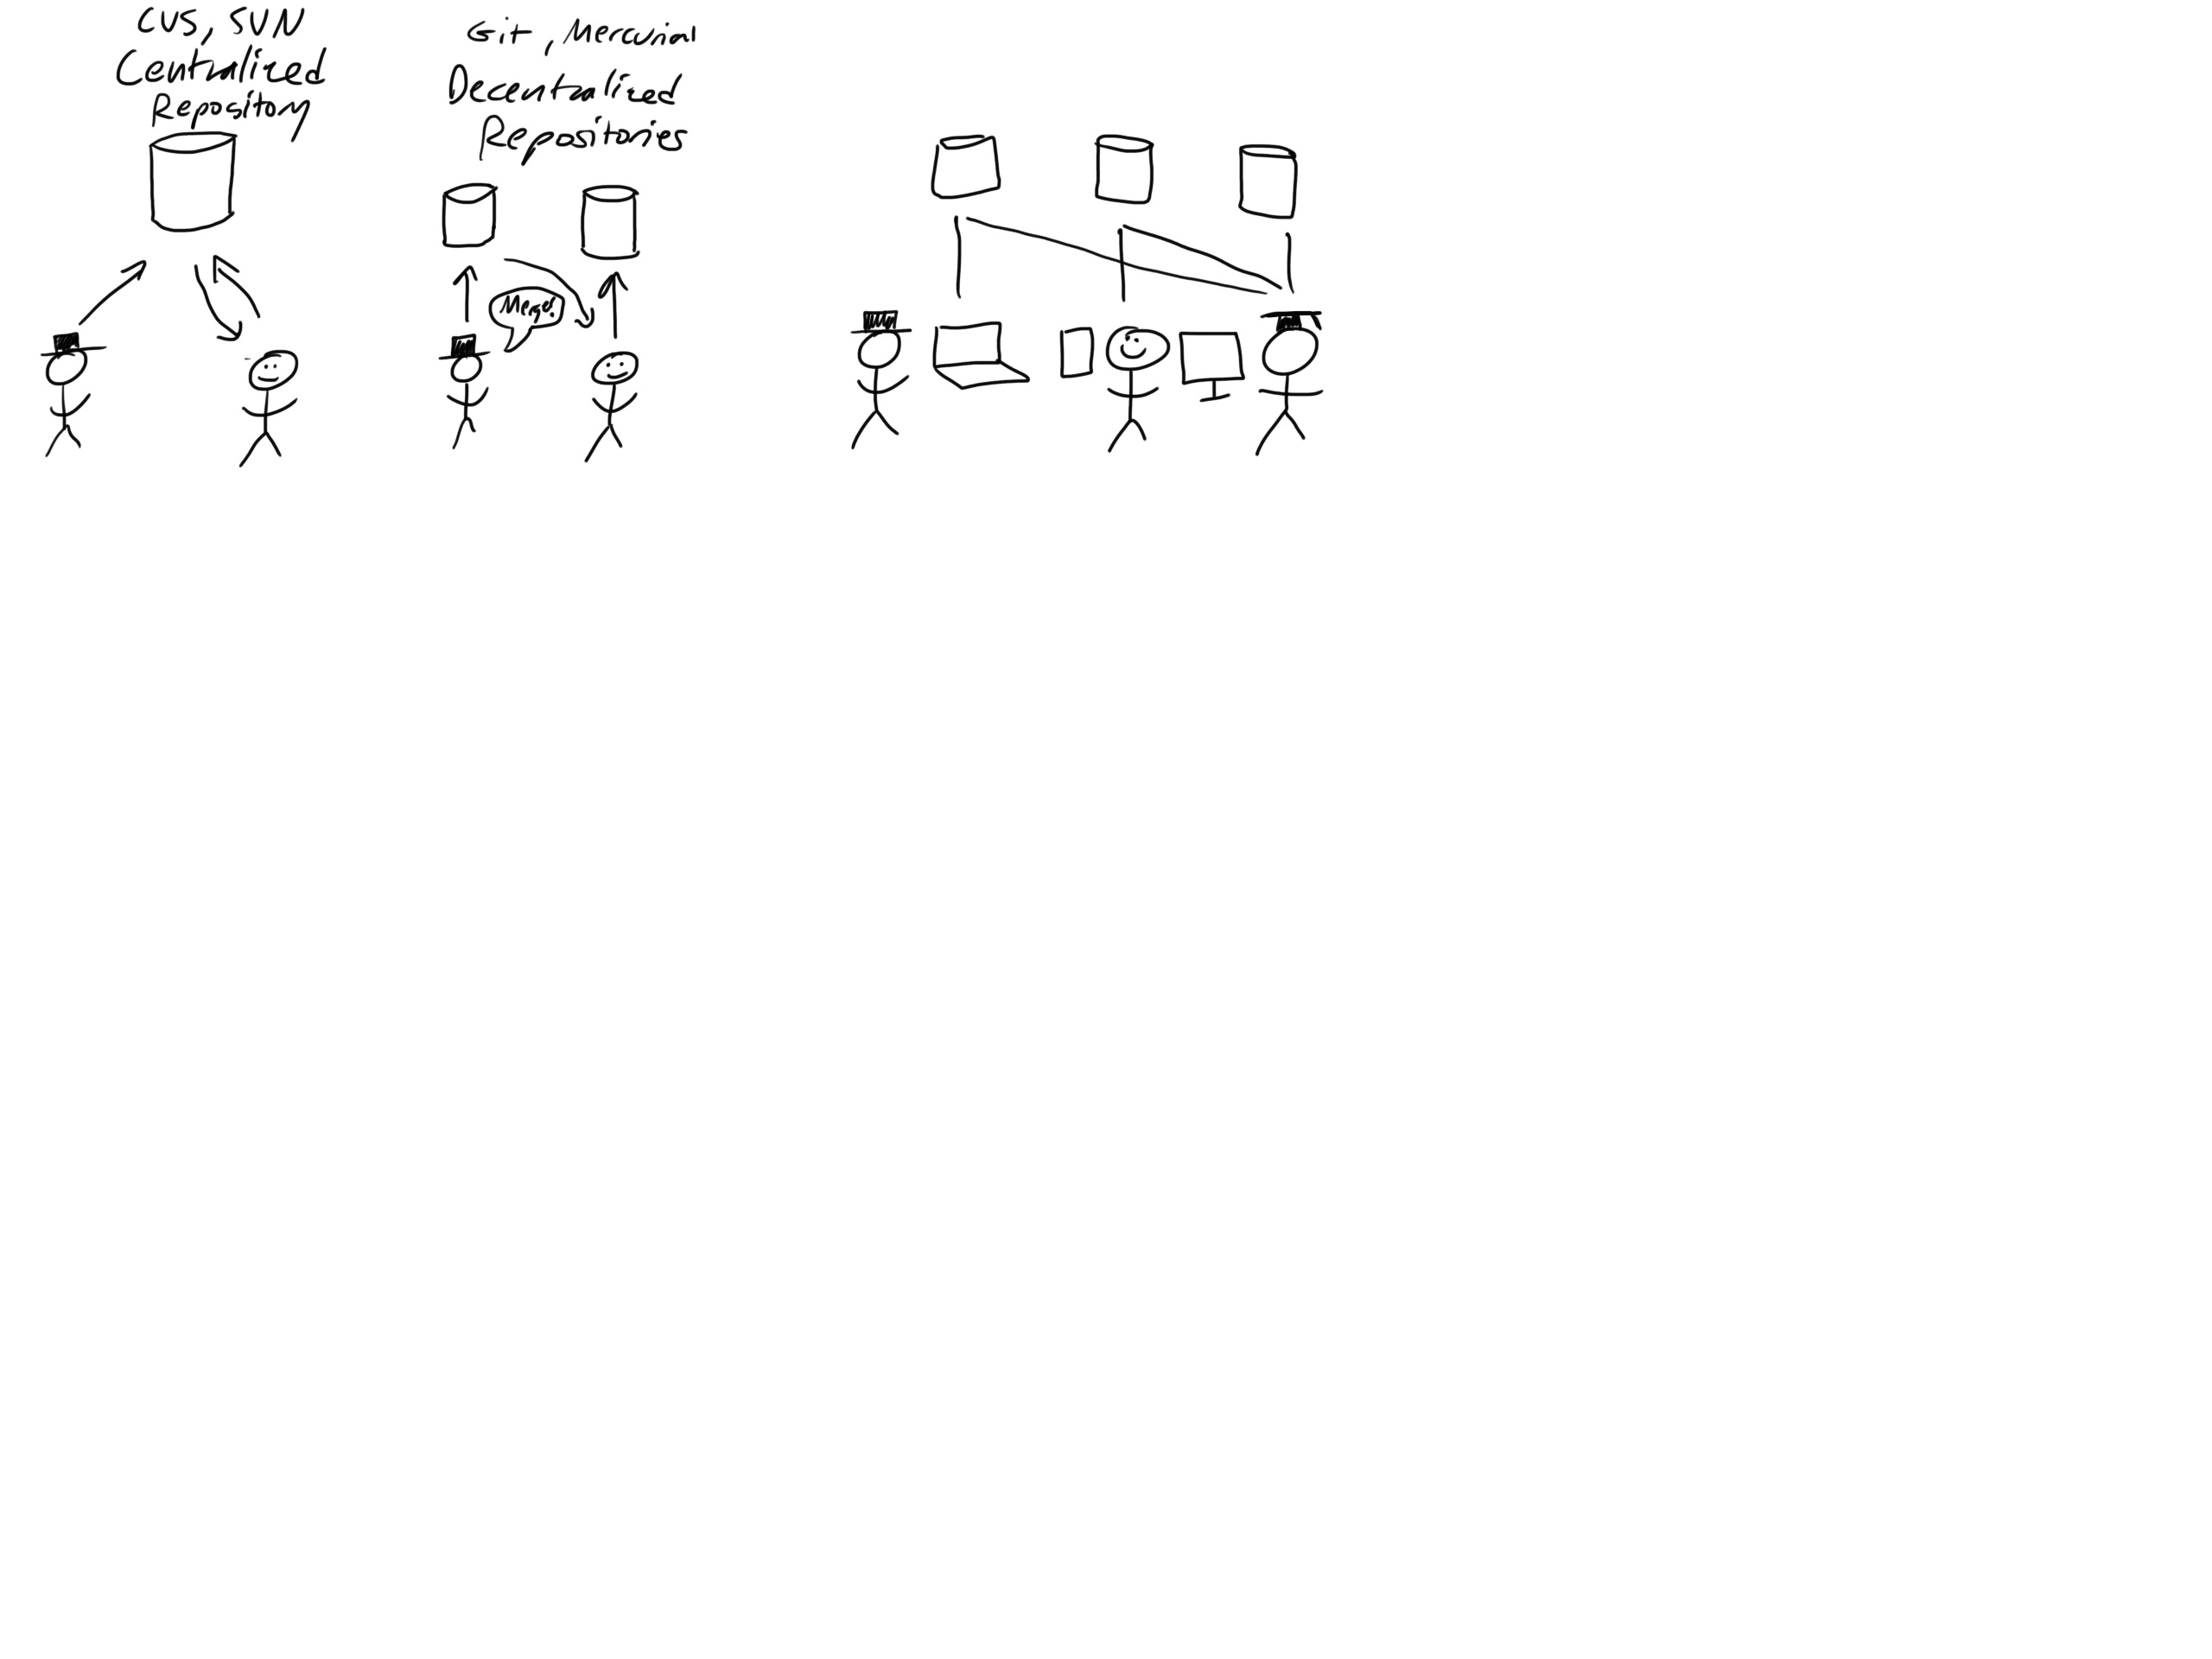 CVS, SVN
Centralized
Repository
Git, Mercurial
Decentralized
Repositories
Merge!